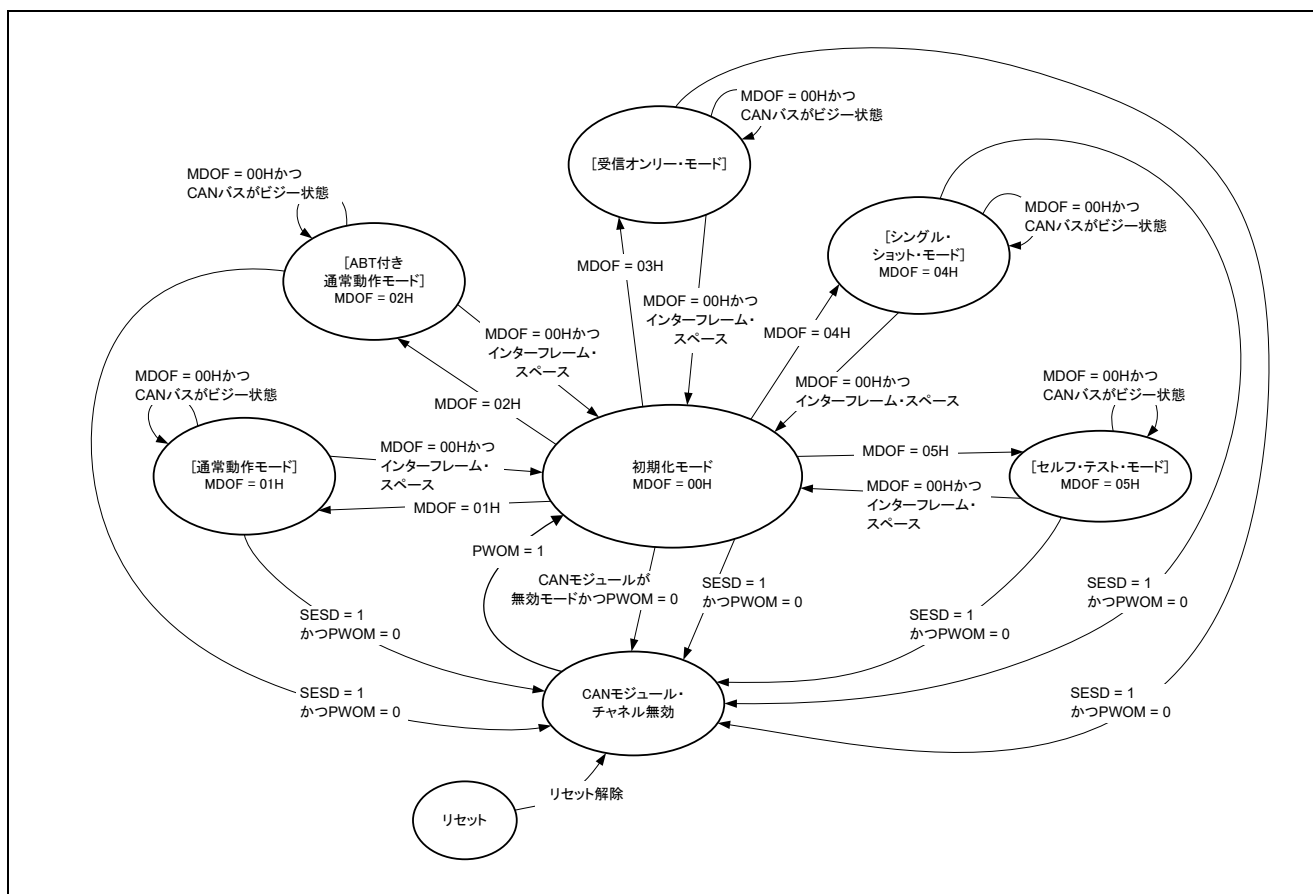 MDOF = 00Hかつ
CANバスがビジー状態
[受信オンリー・モード]
MDOF = 00Hかつ
CANバスがビジー状態
MDOF = 00Hかつ
CANバスがビジー状態
[ABT付き
通常動作モード]
MDOF = 02H
[シングル・
ショット・モード]
MDOF = 04H
MDOF = 03H
MDOF = 00Hかつ
インターフレーム・
スペース
MDOF = 04H
MDOF = 00Hかつ
インターフレーム・
スペース
MDOF = 00Hかつ
インターフレーム・スペース
MDOF = 00Hかつ
CANバスがビジー状態
MDOF = 00Hかつ
CANバスがビジー状態
MDOF = 02H
[通常動作モード]
MDOF = 01H
MDOF = 00Hかつ
インターフレーム・
スペース
初期化モード
MDOF = 00H
MDOF = 05H
[セルフ・テスト・モード]
MDOF = 05H
MDOF = 00Hかつ
インターフレーム・
スペース
MDOF = 01H
PWOM = 1
CANモジュールが
無効モードかつPWOM = 0
SESD = 1
かつPWOM = 0
SESD = 1
かつPWOM = 0
SESD = 1
かつPWOM = 0
SESD = 1
かつPWOM = 0
SESD = 1
かつPWOM = 0
CANモジュール・
チャネル無効
SESD = 1
かつPWOM = 0
リセット解除
リセット